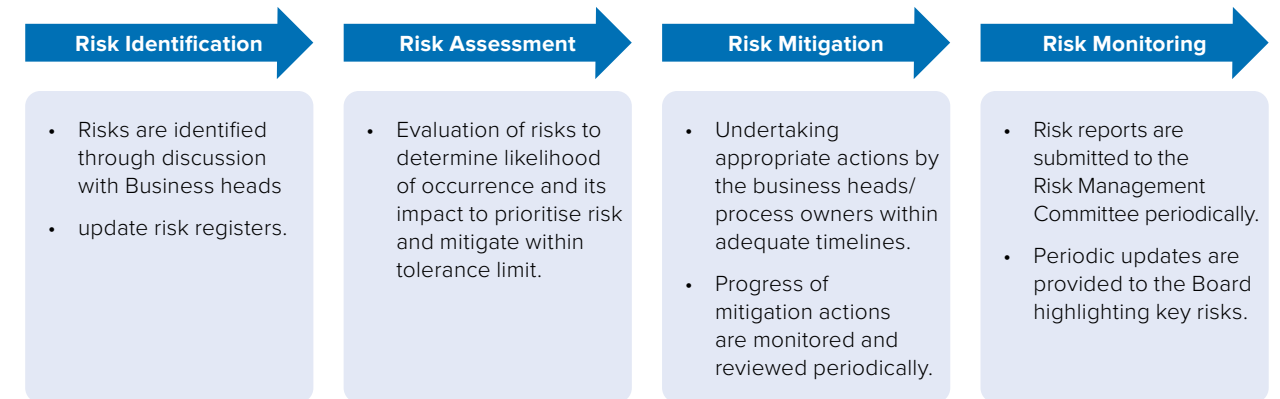 Risk Identification
• Risks are identified
through discussion
with Business heads
• update risk registers.
Risk Assessment
• Evaluation of risks to
determine likelihood
of occurrence and its
impact to prioritise risk
and mitigate within
tolerance limit.
Risk Mitigation
• Undertaking
appropriate actions by
the business heads/
process owners within
adequate timelines.
• Progress of
mitigation actions
are monitored and
reviewed periodically.
Risk Monitoring
• Risk reports are
submitted to the
Risk Management
Committee periodically.
• Periodic updates are
provided to the Board
highlighting key risks.